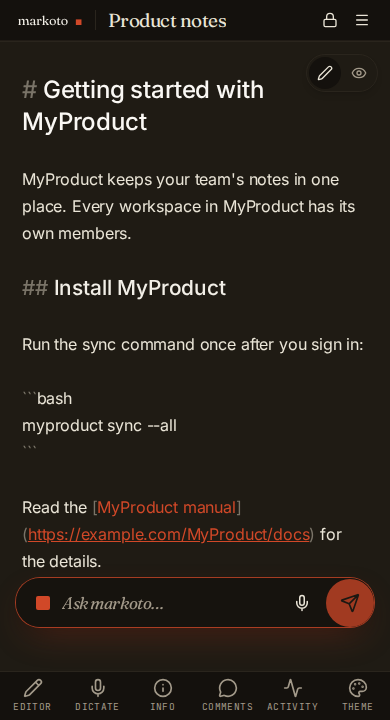 markoto
Product notes
# Getting started with
MyProduct
MyProduct keeps your team's notes in one
place. Every workspace in MyProduct has its
own members.
## Install MyProduct
Run the sync command once after you sign in:
```bash
myproduct sync --all
```
Read the [MyProduct manual]
(https://example.com/MyProduct/docs) for
the details.
Ask markoto...
EDITOR
DICTATE
INFO
COMMENTS
ACTIVITY
THEME